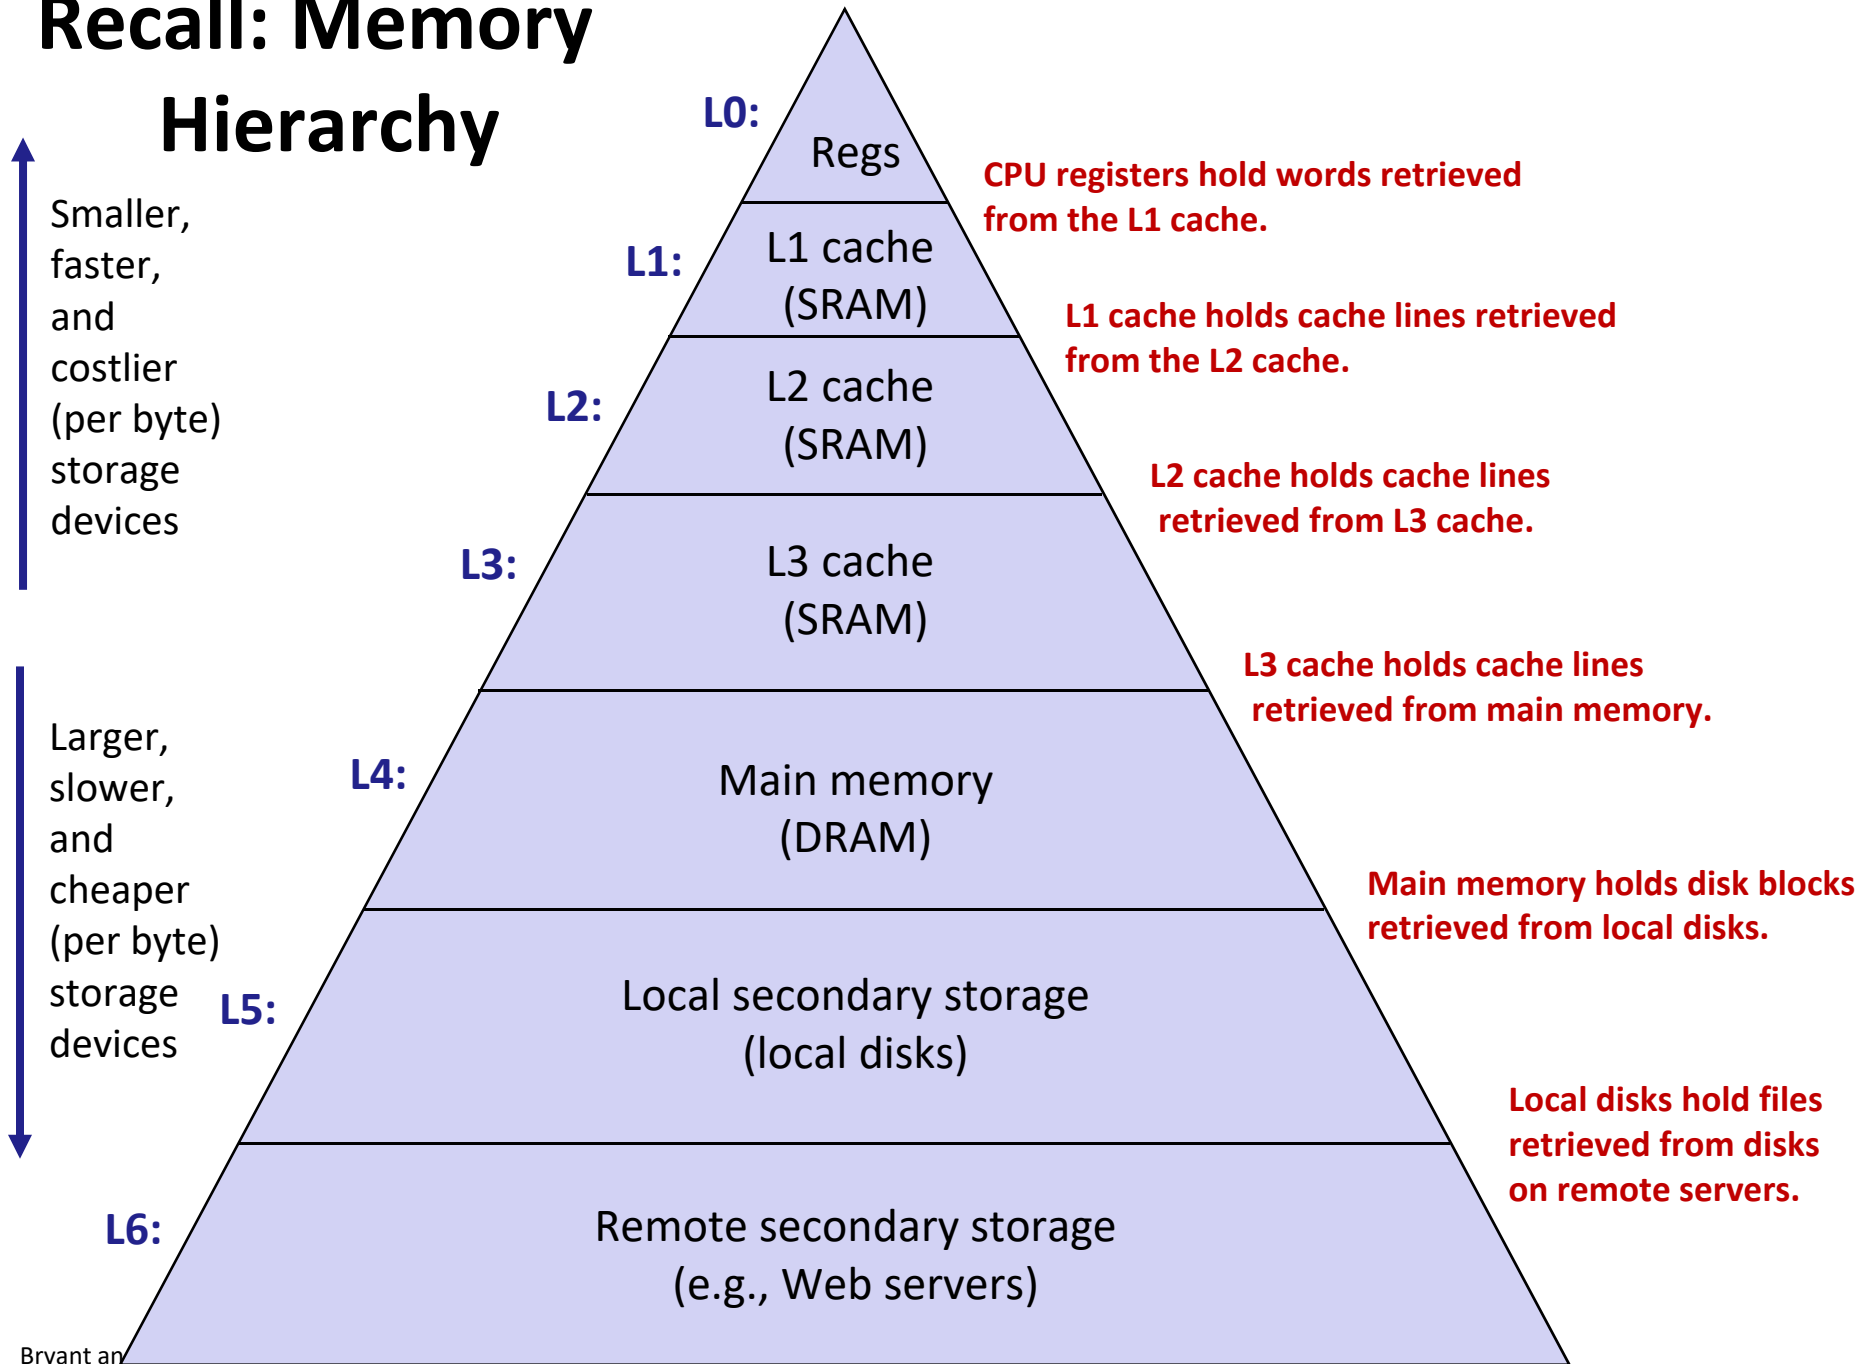 Recall: Memory
Hierarchy
Smaller,
faster,
and
costlier
(per byte)
storage
devices
Larger,
slower,
and
cheaper
(per byte)
storage
devices
L0:
Regs
CPU registers hold words retrieved
from the L1 cache.
L1:
L1 cache
(SRAM)
L1 cache holds cache lines retrieved
from the L2 cache.
L2:
L2 cache
(SRAM)
L2 cache holds cache lines
retrieved from L3 cache.
L3:
L3 cache
(SRAM)
L3 cache holds cache lines
retrieved from main memory.
L4:
Main memory
(DRAM)
Main memory holds disk blocks
retrieved from local disks.
L5:
Local secondary storage
(local disks)
Local disks hold files
retrieved from disks
on remote servers.
L6:
Remote secondary storage
(e.g., Web servers)
Bryant an